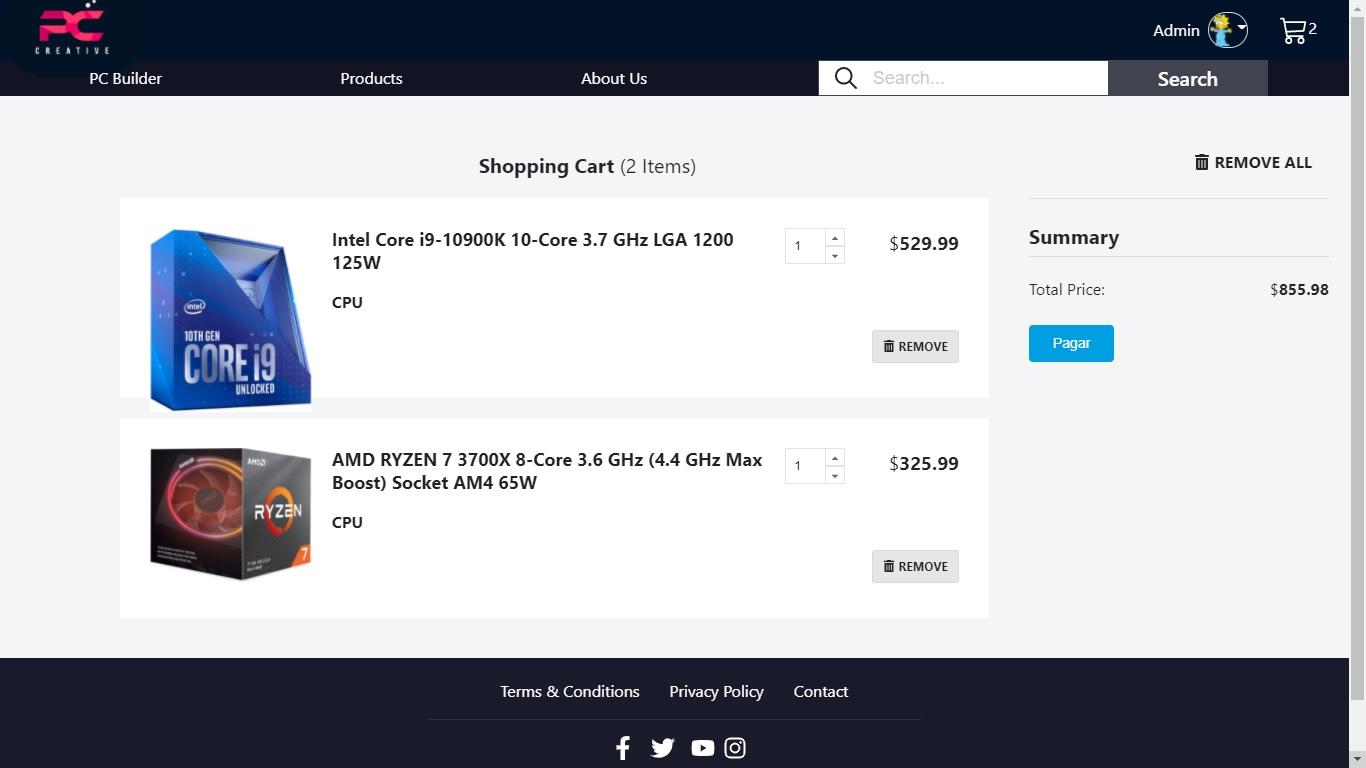 PC
CREATIVE
Admin
2
PC Builder
Products
About Us
Search...
Search
Shopping Cart (2 Items)
REMOVE ALL
Intel Core i9-10900K 10-Core 3.7 GHz LGA 1200
125W
CPU
1
$529.99
REMOVE
intel
10TH GEN
CORE i9
UNLOCKED
Summary
Total Price:
$855.98
Pagar
AMD RYZEN 7 3700X 8-Core 3.6 GHz (4.4 GHz Max
Boost) Socket AM4 65W
CPU
1
$325.99
REMOVE
AMD
RYZEN
7
Terms & Conditions
Privacy Policy
Contact